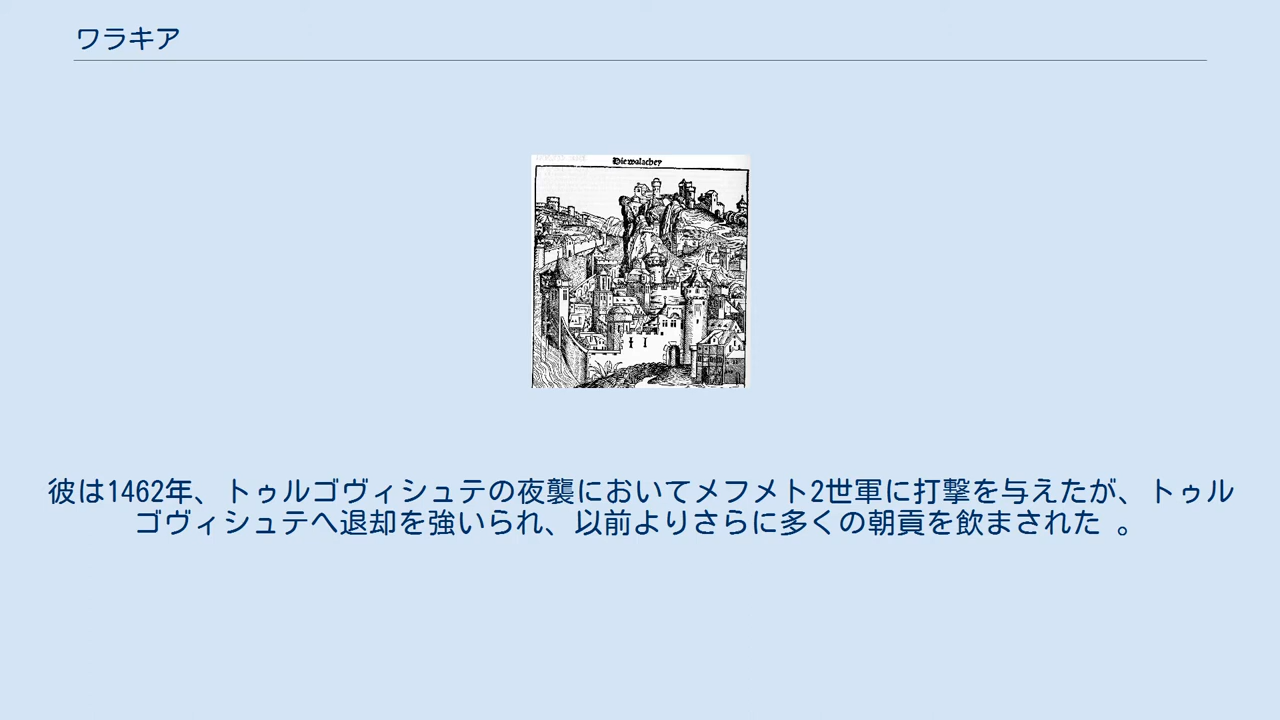 ワラキア
Die walachey
彼は1462年、トゥルゴヴィシュテの夜襲においてメフメト2世軍に打撃を与えたが、トゥル
ゴヴィシュテへ退却を強いられ、以前よりさらに多くの朝貢を飲まされた 。